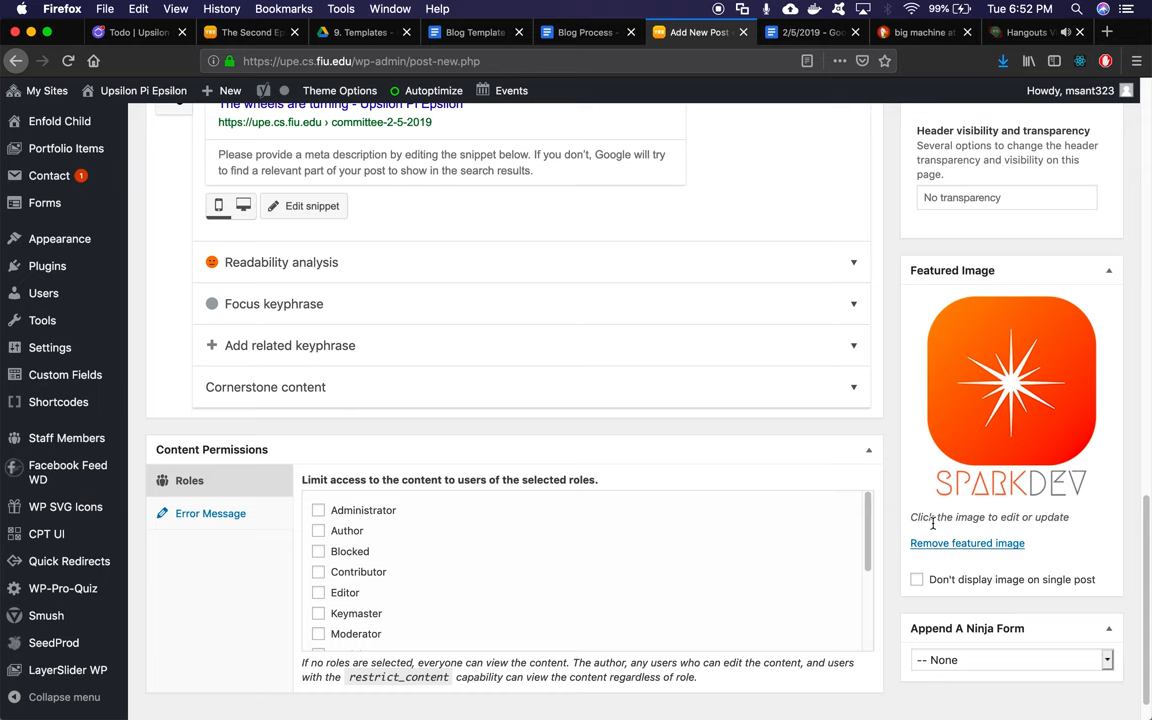 Firefox File Edit View History Bookmarks Tools Window Help 99% Tue 6:52 PM
Todo | Upsilon The Second Ep 9. Templates - Blog Template Blog Process - Add New Post 2/5/2019 - Goo big machine at Hangouts V
https://upe.cs.fiu.edu/wp-admin/post-new.php
My Sites Upsilon Pi Epsilon New Theme Options Autoptimize Events Howdy, msant323
Enfold Child
Portfolio Items
Contact 1
Forms
Appearance
Plugins
Users
Tools
Settings
Custom Fields
Shortcodes
Staff Members
Facebook Feed
WD
WP SVG Icons
CPT UI
Quick Redirects
WP-Pro-Quiz
Smush
SeedProd
LayerSlider WP
Collapse menu
The wheels are turning - Upsilon Pi Epsilon
https://upe.cs.fiu.edu › committee-2-5-2019
Please provide a meta description by editing the snippet below. If you don't, Google will try
to find a relevant part of your post to show in the search results.
Edit snippet
Readability analysis
Focus keyphrase
Add related keyphrase
Cornerstone content
Content Permissions
Roles
Error Message
Limit access to the content to users of the selected roles.
Administrator
Author
Blocked
Contributor
Editor
Keymaster
Moderator
If no roles are selected, everyone can view the content. The author, any users who can edit the content, and users
with the restrict_content capability can view the content regardless of role.
Header visibility and transparency
Several options to change the header
transparency and visibility on this
page.
No transparency
Featured Image
SPARKDEV
Click the image to edit or update
Remove featured image
Don't display image on single post
Append A Ninja Form
-- None